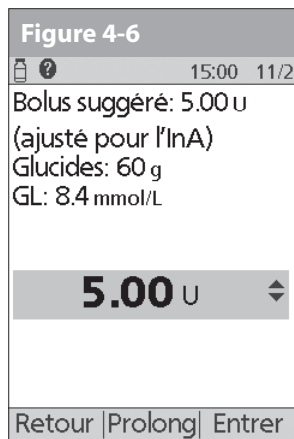 Figure 4-6
15:00 11/2
Bolus suggéré: 5.00 U
(ajusté pour l'InA)
Glucides: 60 g
GL: 8.4 mmol/L
5.00 U
Retour Prolong Entrer